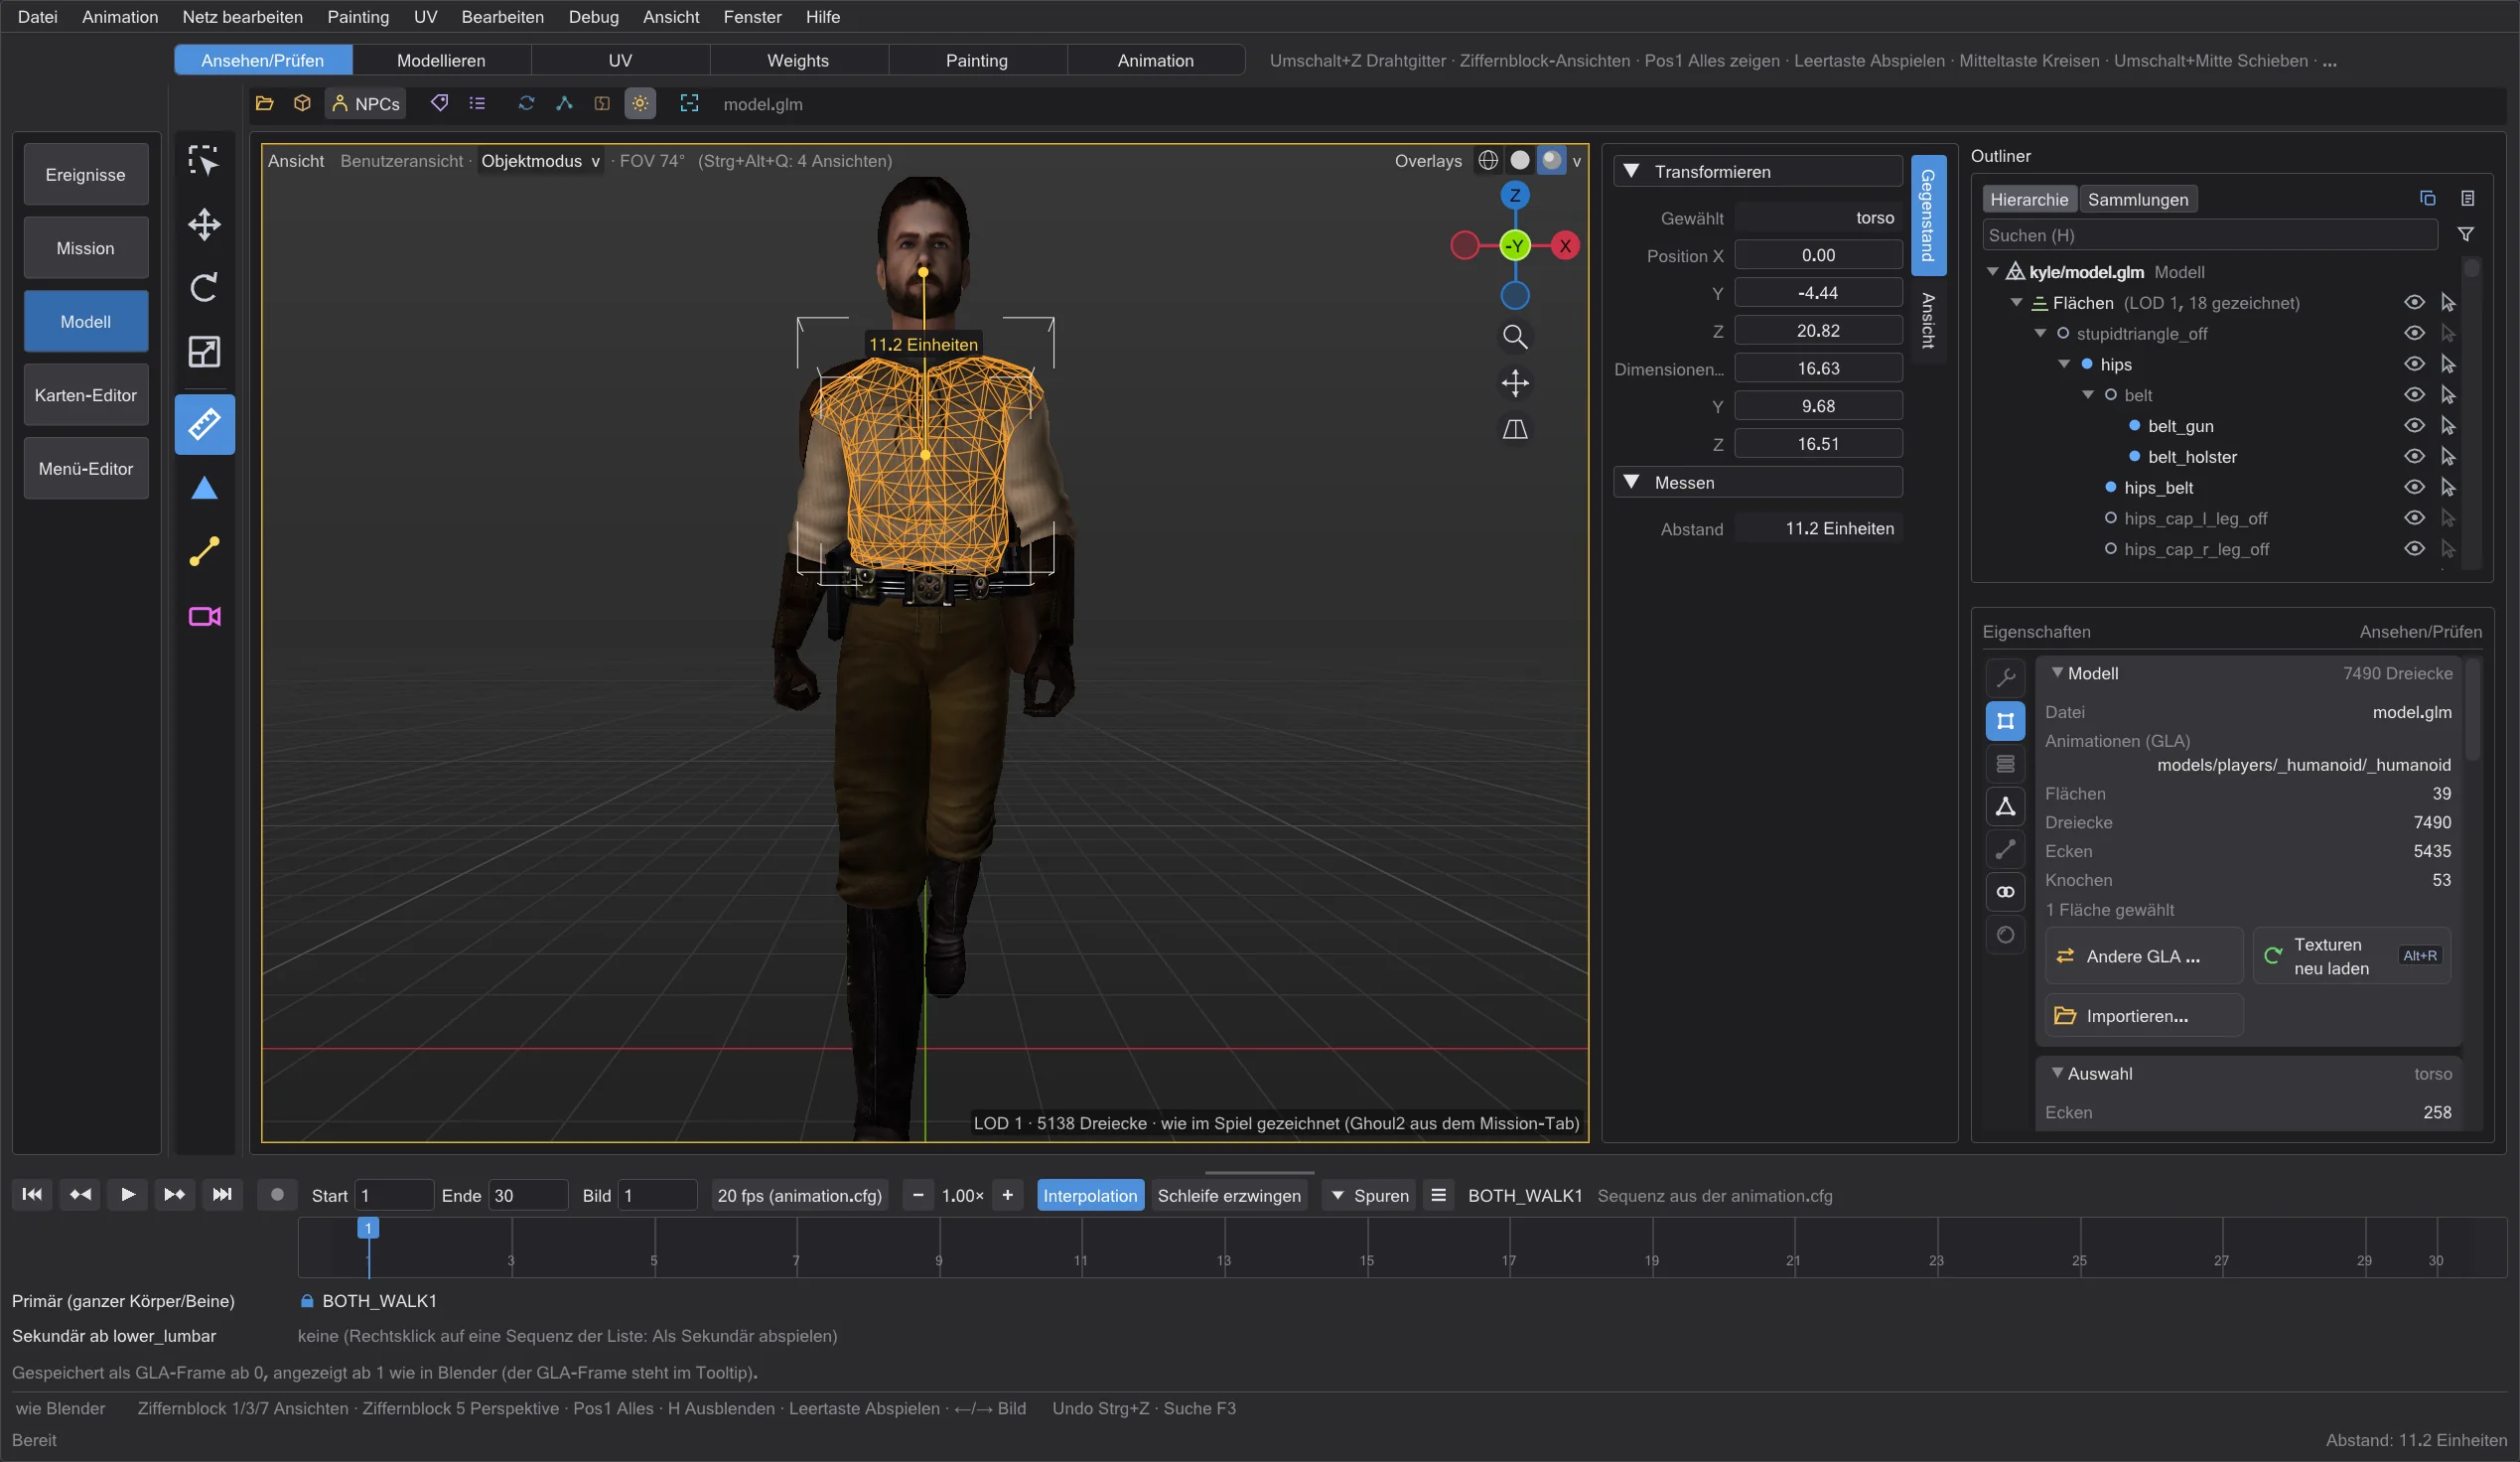 Datei Animation Netz bearbeiten Painting UV Bearbeiten Debug Ansicht Fenster Hilfe
Ansehen/Prüfen Modellieren UV Weights Painting Animation Umschalt+Z Drahtgitter · Ziffernblock-Ansichten · Pos1 Alles zeigen · Leertaste Abspielen · Mitteltaste Kreisen · Umschalt+Mitte Schieben · ...
NPCs model.glm
Ereignisse
Mission
Modell
Karten-Editor
Menü-Editor
Ansicht Benutzeransicht · Objektmodus v · FOV 74° (Strg+Alt+Q: 4 Ansichten) Overlays v
Z
-Y X
11.2 Einheiten
LOD 1 · 5138 Dreiecke · wie im Spiel gezeichnet (Ghoul2 aus dem Mission-Tab)
Transformieren
Gewählt torso
Position X 0.00
Y -4.44
Z 20.82
Dimensionen... 16.63
Y 9.68
Z 16.51
Messen
Abstand 11.2 Einheiten
Gegenstand
Ansicht
Outliner
Hierarchie Sammlungen
Suchen (H)
kyle/model.glm Modell
Flächen (LOD 1, 18 gezeichnet)
stupidtriangle_off
hips
belt
belt_gun
belt_holster
hips_belt
hips_cap_l_leg_off
hips_cap_r_leg_off
Eigenschaften Ansehen/Prüfen
Modell 7490 Dreiecke
Datei model.glm
Animationen (GLA)
models/players/_humanoid/_humanoid
Flächen 39
Dreiecke 7490
Ecken 5435
Knochen 53
1 Fläche gewählt
Andere GLA ...
Texturen
neu laden Alt+R
Importieren...
Auswahl torso
Ecken 258
Start 1 Ende 30 Bild 1 20 fps (animation.cfg) − 1.00× + Interpolation Schleife erzwingen Spuren BOTH_WALK1 Sequenz aus der animation.cfg
1
1 3 5 7 9 11 13 15 17 19 21 23 25 27 29 30
Primär (ganzer Körper/Beine) BOTH_WALK1
Sekundär ab lower_lumbar keine (Rechtsklick auf eine Sequenz der Liste: Als Sekundär abspielen)
Gespeichert als GLA-Frame ab 0, angezeigt ab 1 wie in Blender (der GLA-Frame steht im Tooltip).
wie Blender Ziffernblock 1/3/7 Ansichten · Ziffernblock 5 Perspektive · Pos1 Alles · H Ausblenden · Leertaste Abspielen · ←/→ Bild Undo Strg+Z · Suche F3
Bereit Abstand: 11.2 Einheiten